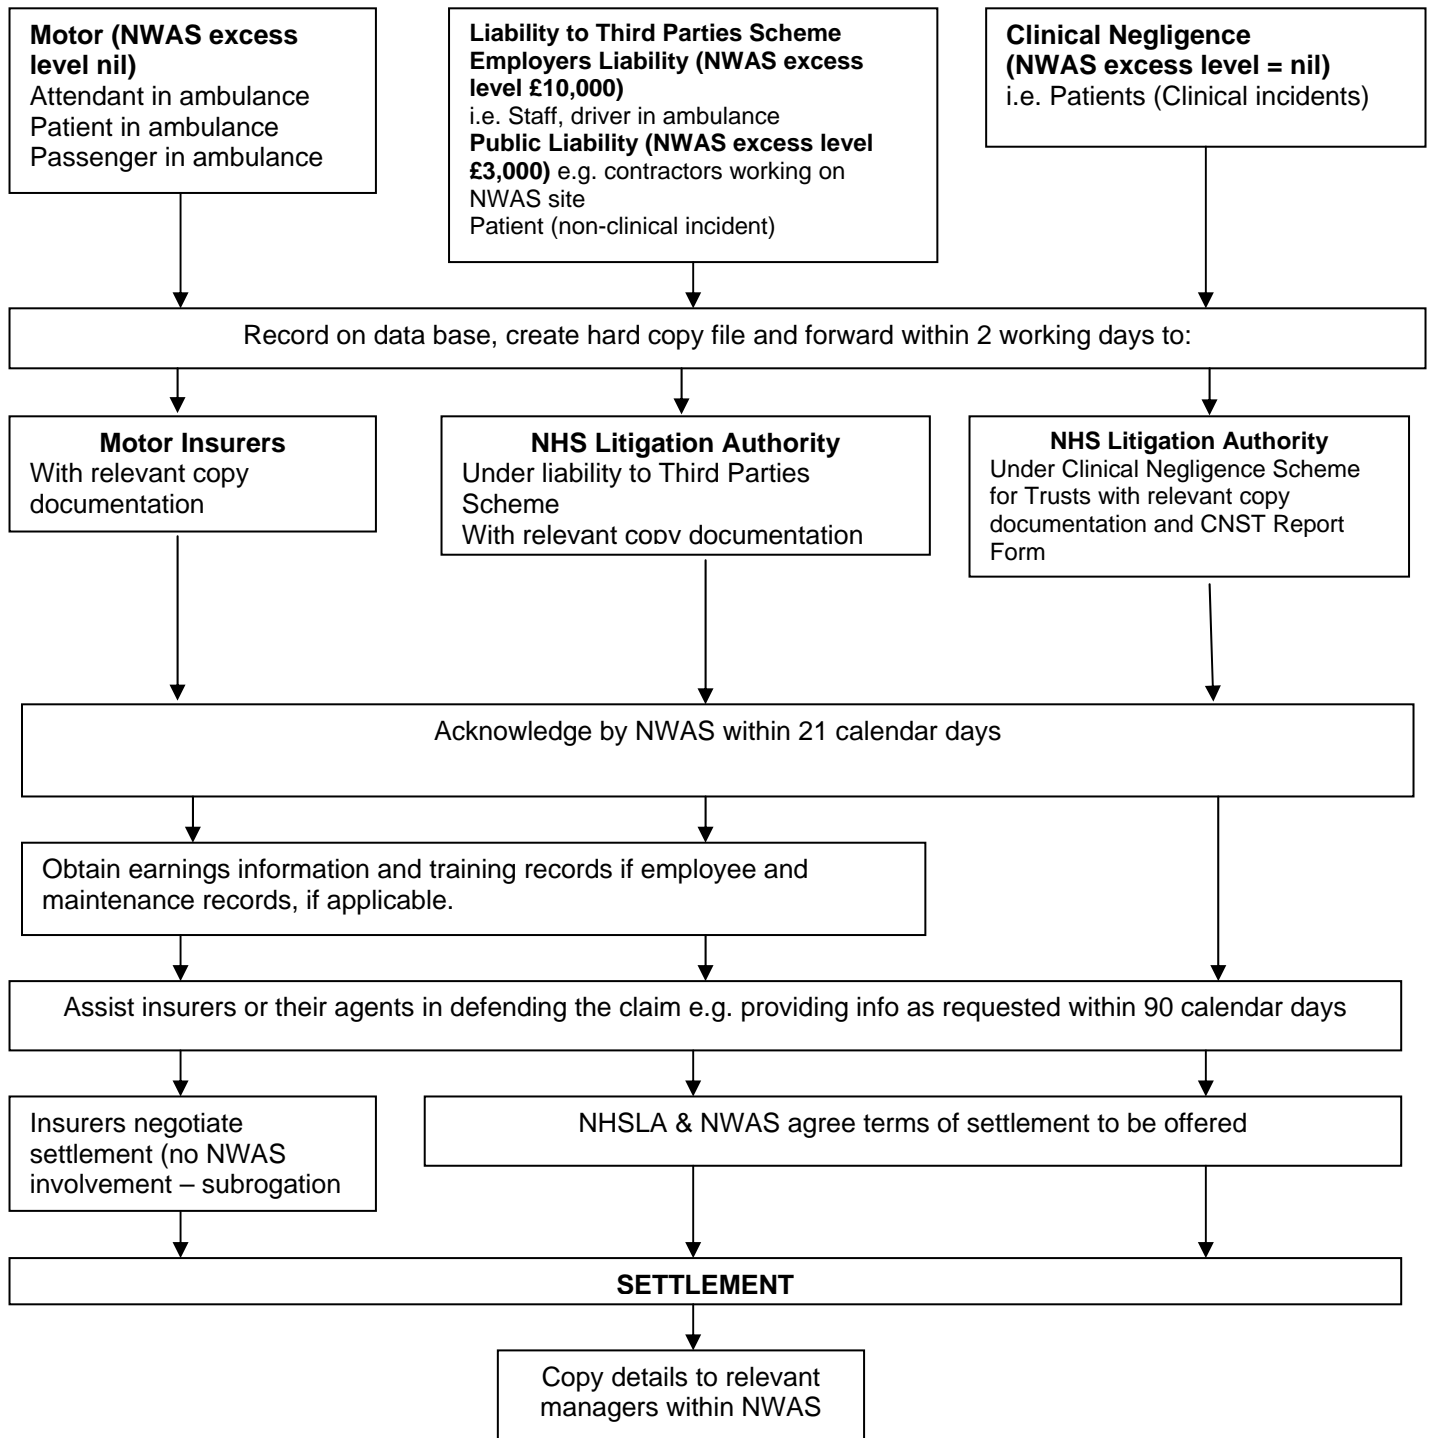 Motor (NWAS excess
level nil)
Attendant in ambulance
Patient in ambulance
Passenger in ambulance
Liability to Third Parties Scheme
Employers Liability (NWAS excess
level £10,000)
i.e. Staff, driver in ambulance
Public Liability (NWAS excess level
£3,000) e.g. contractors working on
NWAS site
Patient (non-clinical incident)
Clinical Negligence
(NWAS excess level = nil)
i.e. Patients (Clinical incidents)
Record on data base, create hard copy file and forward within 2 working days to:
Motor Insurers
With relevant copy
documentation
NHS Litigation Authority
Under liability to Third Parties
Scheme
With relevant copy documentation
NHS Litigation Authority
Under Clinical Negligence Scheme
for Trusts with relevant copy
documentation and CNST Report
Form
Acknowledge by NWAS within 21 calendar days
Obtain earnings information and training records if employee and
maintenance records, if applicable.
Assist insurers or their agents in defending the claim e.g. providing info as requested within 90 calendar days
Insurers negotiate
settlement (no NWAS
involvement – subrogation
NHSLA & NWAS agree terms of settlement to be offered
SETTLEMENT
Copy details to relevant
managers within NWAS